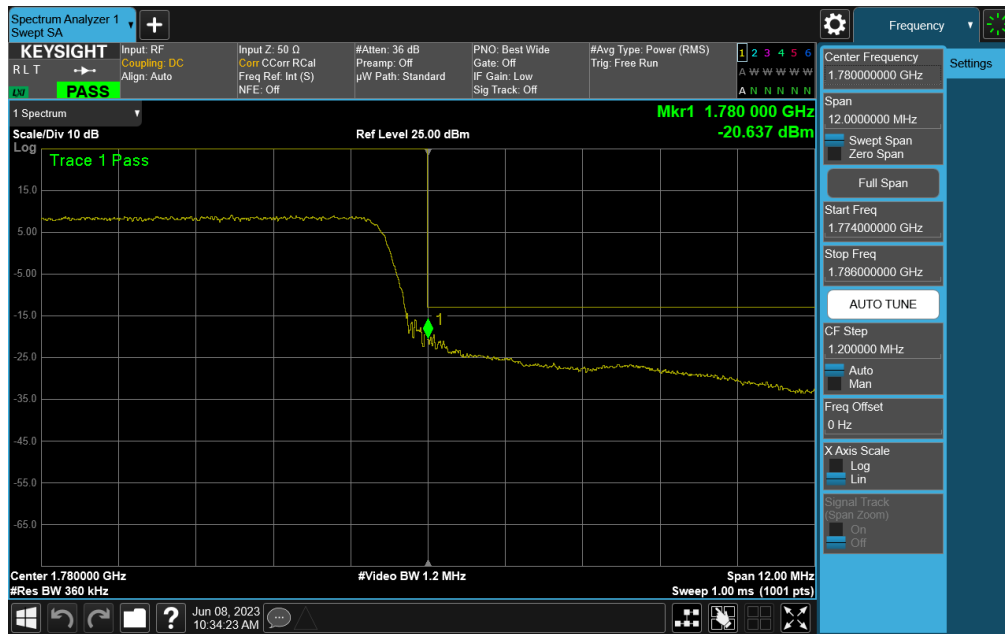 Spectrum Analyzer 1
Swept SA
Frequency
KEYSIGHT
R L T
LXI
PASS
Input: RF
Coupling: DC
Align: Auto
Input Z: 50 Ω
Corr CCorr RCal
Freq Ref: Int (S)
NFE: Off
#Atten: 36 dB
Preamp: Off
µW Path: Standard
PNO: Best Wide
Gate: Off
IF Gain: Low
Sig Track: Off
#Avg Type: Power (RMS)
Trig: Free Run
1 2 3 4 5 6
A W W W W W
A N N N N N
1 Spectrum
Mkr1 1.780 000 GHz
-20.637 dBm
Scale/Div 10 dB
Ref Level 25.00 dBm
Log
Trace 1 Pass
15.0
5.00
-5.00
-15.0
-25.0
-35.0
-45.0
-55.0
-65.0
1
Center 1.780000 GHz
#Video BW 1.2 MHz
Span 12.00 MHz
#Res BW 360 kHz
Sweep 1.00 ms (1001 pts)
Jun 08, 2023
10:34:23 AM
Center Frequency
1.780000000 GHz
Settings
Span
12.0000000 MHz
Swept Span
Zero Span
Full Span
Start Freq
1.774000000 GHz
Stop Freq
1.786000000 GHz
AUTO TUNE
CF Step
1.200000 MHz
Auto
Man
Freq Offset
0 Hz
X Axis Scale
Log
Lin
Signal Track
(Span Zoom)
On
Off